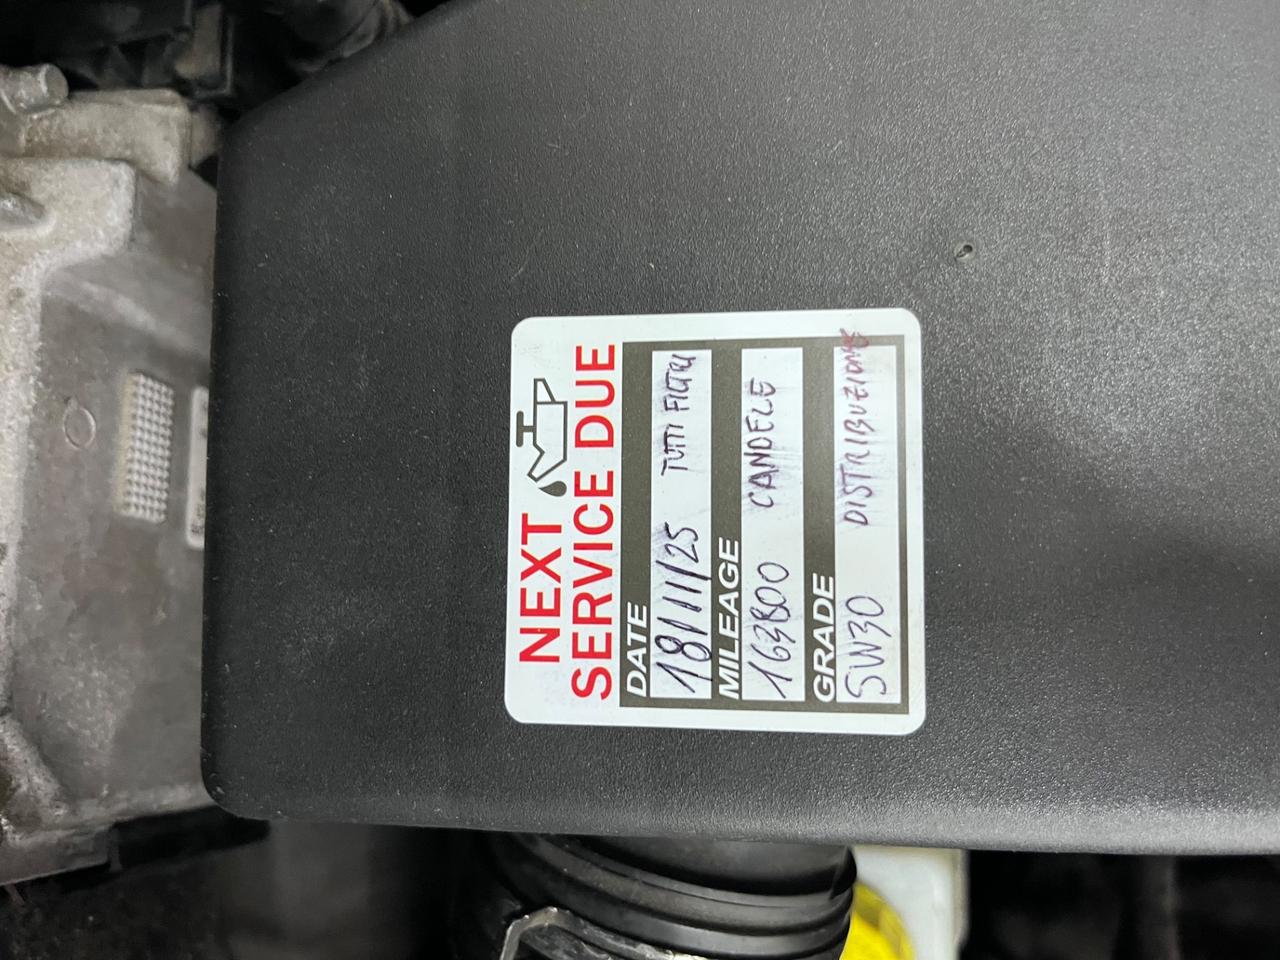 NEXT
SERVICE DUE
DATE
18/11/25 TUTTI FILTRI
MILEAGE
163800 CANDELE
GRADE
5W30 DISTRIBUZIONE